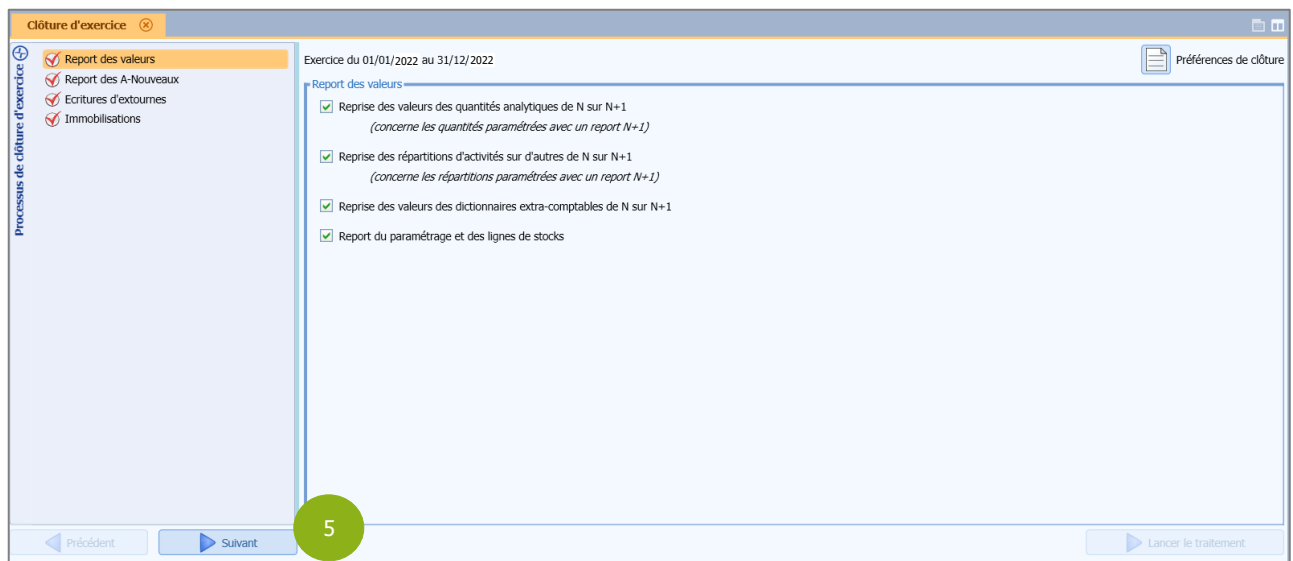 Clôture d'exercice
Processus de clôture d'exercice
Report des valeurs
Report des A-Nouveaux
Ecritures d'extournes
Immobilisations
Exercice du 01/01/2022 au 31/12/2022
Préférences de clôture
Report des valeurs
Reprise des valeurs des quantités analytiques de N sur N+1
(concerne les quantités paramétrées avec un report N+1)
Reprise des répartitions d'activités sur d'autres de N sur N+1
(concerne les répartitions paramétrées avec un report N+1)
Reprise des valeurs des dictionnaires extra-comptables de N sur N+1
Report du paramétrage et des lignes de stocks
Précédent
Suivant
5
Lancer le traitement